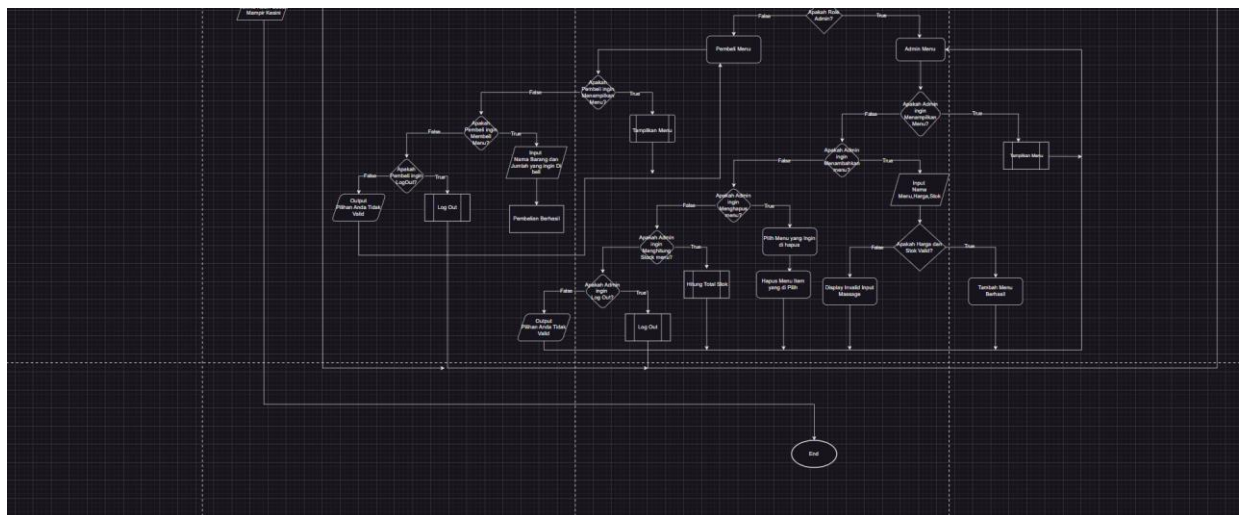 Mampir Kesini
Apakah Role
Admin?
False
True
Pembeli Menu
Admin Menu
Apakah
Pembeli ingin
Menampilkan
Menu?
False
True
Tampilkan Menu
Apakah
Pembeli ingin
Membeli
Menu?
False
True
Input
Nama Barang dan
Jumlah yang ingin Di
beli
Pembelian Berhasil
Apakah
Pembeli ingin
LogOut?
False
True
Output
Pilihan Anda Tidak
Valid
Log Out
Apakah Admin
ingin
Menampilkan
Menu?
False
True
Tampilkan Menu
Apakah Admin
ingin
Menambahkan
menu?
False
True
Input
Nama
Menu,Harga,Stok
Apakah Harga dan
Stok Valid?
False
True
Display Invalid Input
Massage
Tambah Menu
Berhasil
Apakah Admin
ingin
Menghapus
menu?
False
True
Pilih Menu yang Ingin
di hapus
Hapus Menu Item
yang di Pilih
Apakah Admin
ingin
Menghitung
Stock menu?
False
True
Hitung Total Stok
Apakah Admin
ingin
Log Out?
False
True
Output
Pilihan Anda Tidak
Valid
Log Out
End